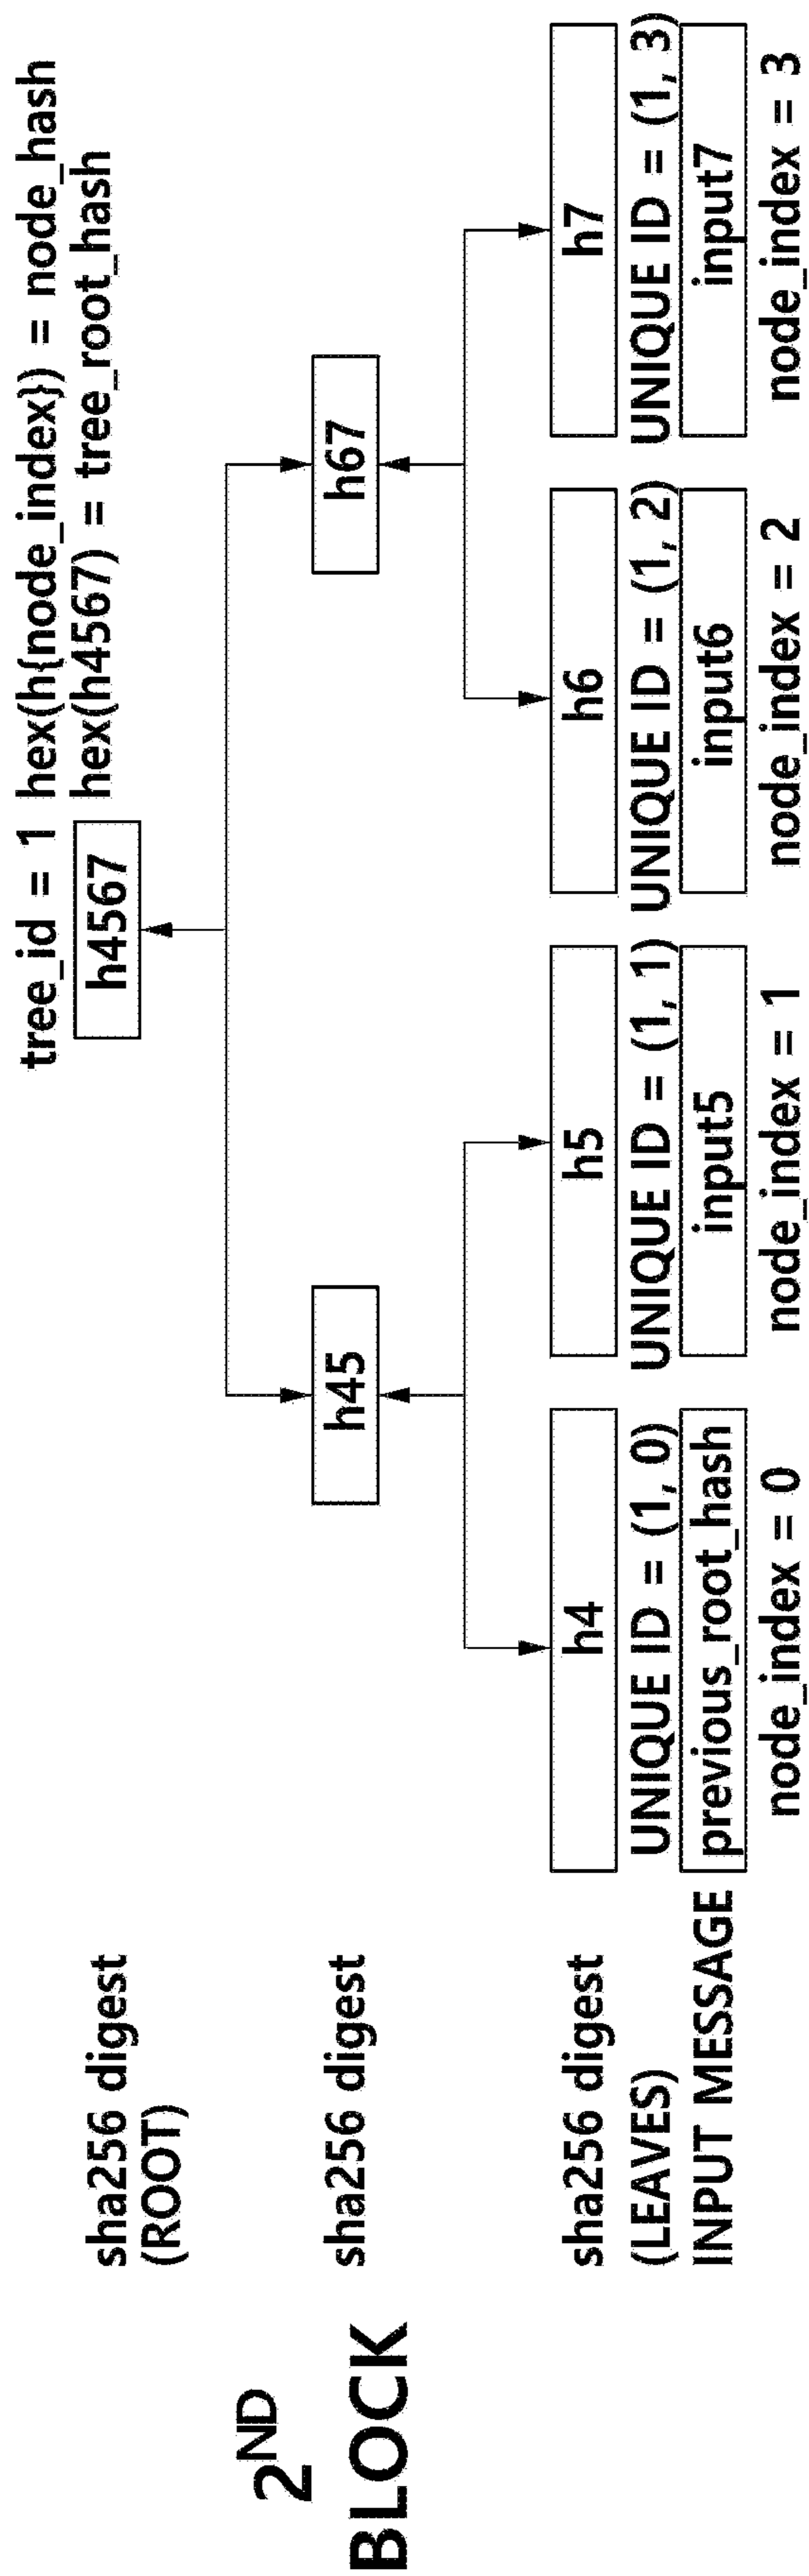 tree_id = 1 hex(h{node_index}) = node_hash
sha256 digest h4567 hex(h4567) = tree_root_hash
(ROOT)
2ND
sha256 digest h45 h67
BLOCK
sha256 digest h4 h5 h6 h7
(LEAVES) UNIQUE ID = (1, 0) UNIQUE ID = (1, 1) UNIQUE ID = (1, 2) UNIQUE ID = (1, 3)
INPUT MESSAGE previous_root_hash input5 input6 input7
node_index = 0 node_index = 1 node_index = 2 node_index = 3